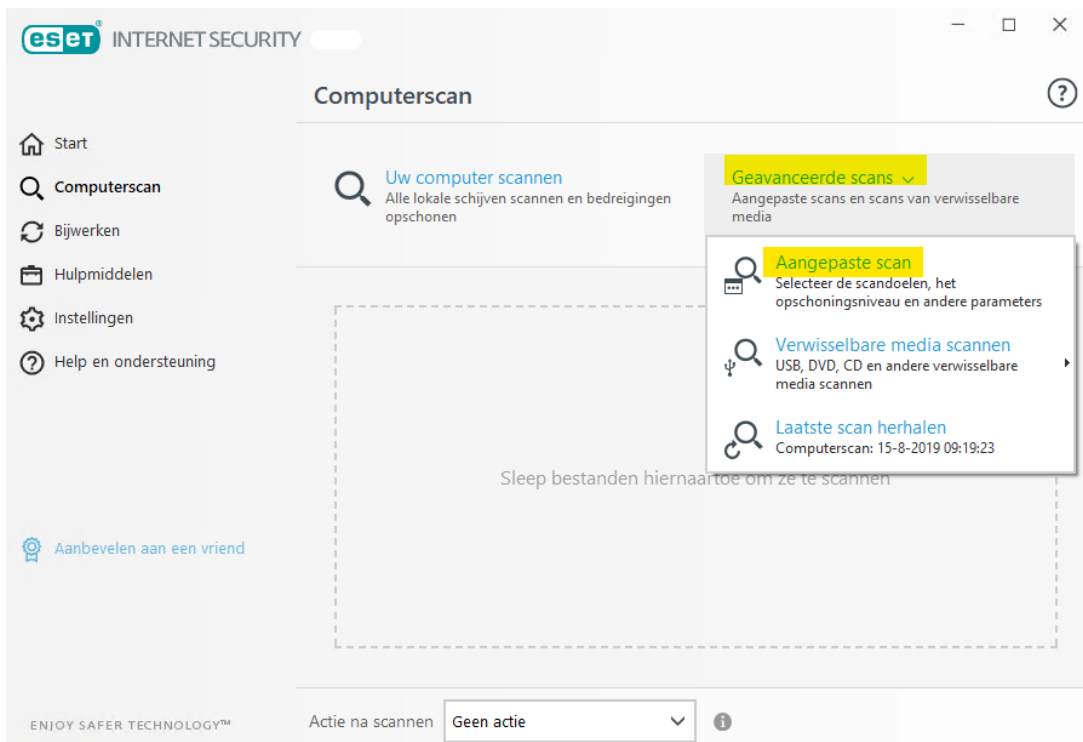 eset® INTERNET SECURITY
Computerscan
Start
Computerscan
Bijwerken
Hulpmiddelen
Instellingen
Help en ondersteuning
Aanbevelen aan een vriend
ENJOY SAFER TECHNOLOGY™
Uw computer scannen
Alle lokale schijven scannen en bedreigingen
opschonen
Geavanceerde scans
Aangepaste scans en scans van verwisselbare
media
Aangepaste scan
Selecteer de scandoelen, het
opschoningsniveau en andere parameters
Verwisselbare media scannen
USB, DVD, CD en andere verwisselbare
media scannen
Laatste scan herhalen
Computerscan: 15-8-2019 09:19:23
Sleep bestanden hiernaartoe om ze te scannen
Actie na scannen
Geen actie